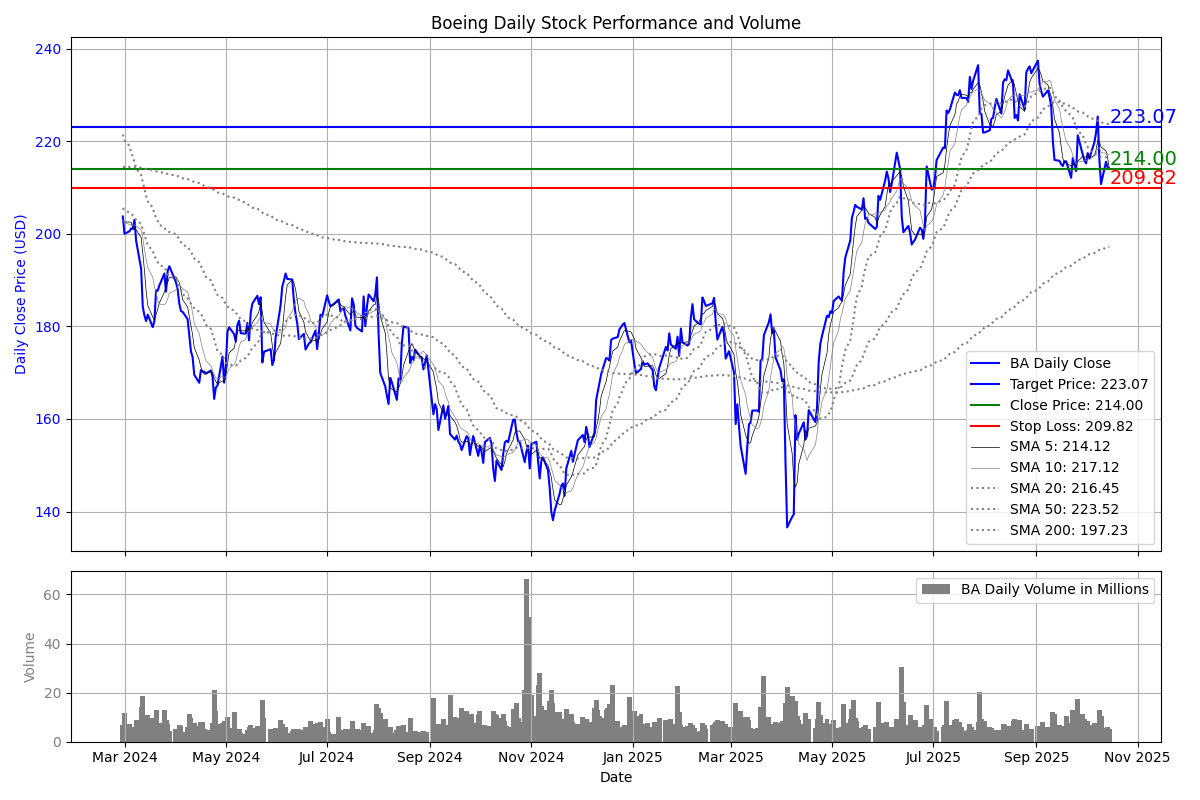 Boeing Daily Stock Performance and Volume
Daily Close Price (USD)
240
220
200
180
160
140
223.07
214.00
209.82
BA Daily Close
Target Price: 223.07
Close Price: 214.00
Stop Loss: 209.82
SMA 5: 214.12
SMA 10: 217.12
SMA 20: 216.45
SMA 50: 223.52
SMA 200: 197.23
Volume
60
40
20
0
BA Daily Volume in Millions
Mar 2024 May 2024 Jul 2024 Sep 2024 Nov 2024 Jan 2025 Mar 2025 May 2025 Jul 2025 Sep 2025 Nov 2025
Date